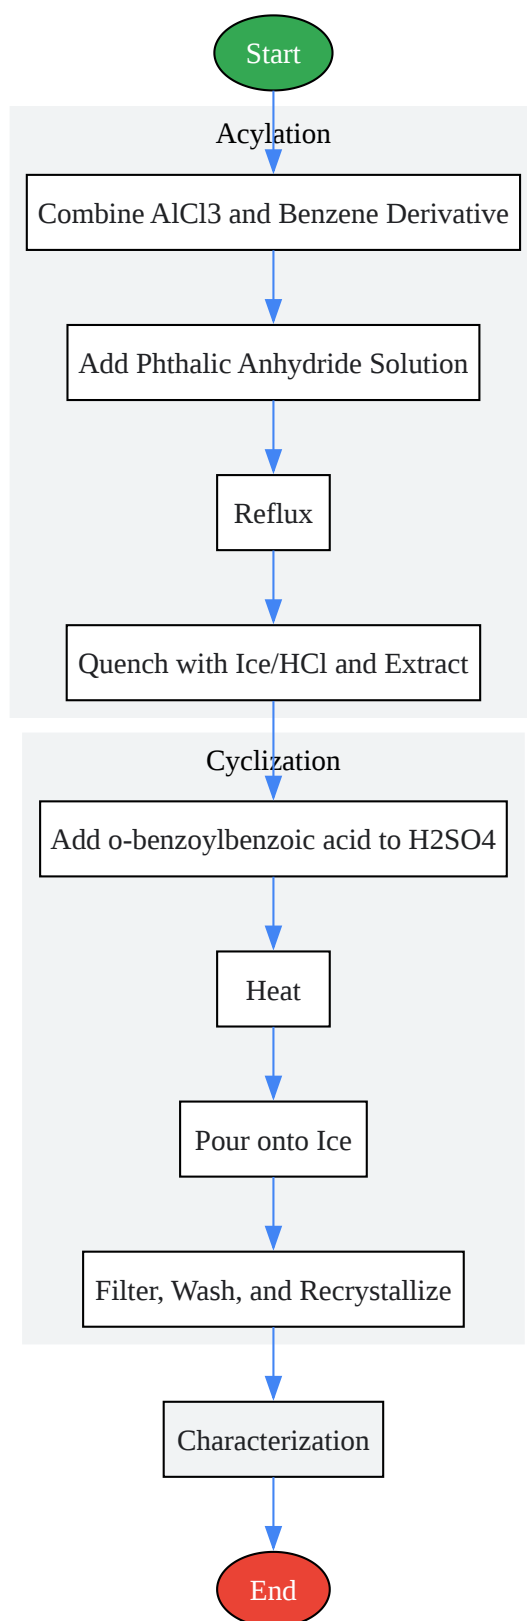 Start
Acylation
Combine AlCl3 and Benzene Derivative
Add Phthalic Anhydride Solution
Reflux
Quench with Ice/HCl and Extract
Cyclization
Add o-benzoylbenzoic acid to H2SO4
Heat
Pour onto Ice
Filter, Wash, and Recrystallize
Characterization
End